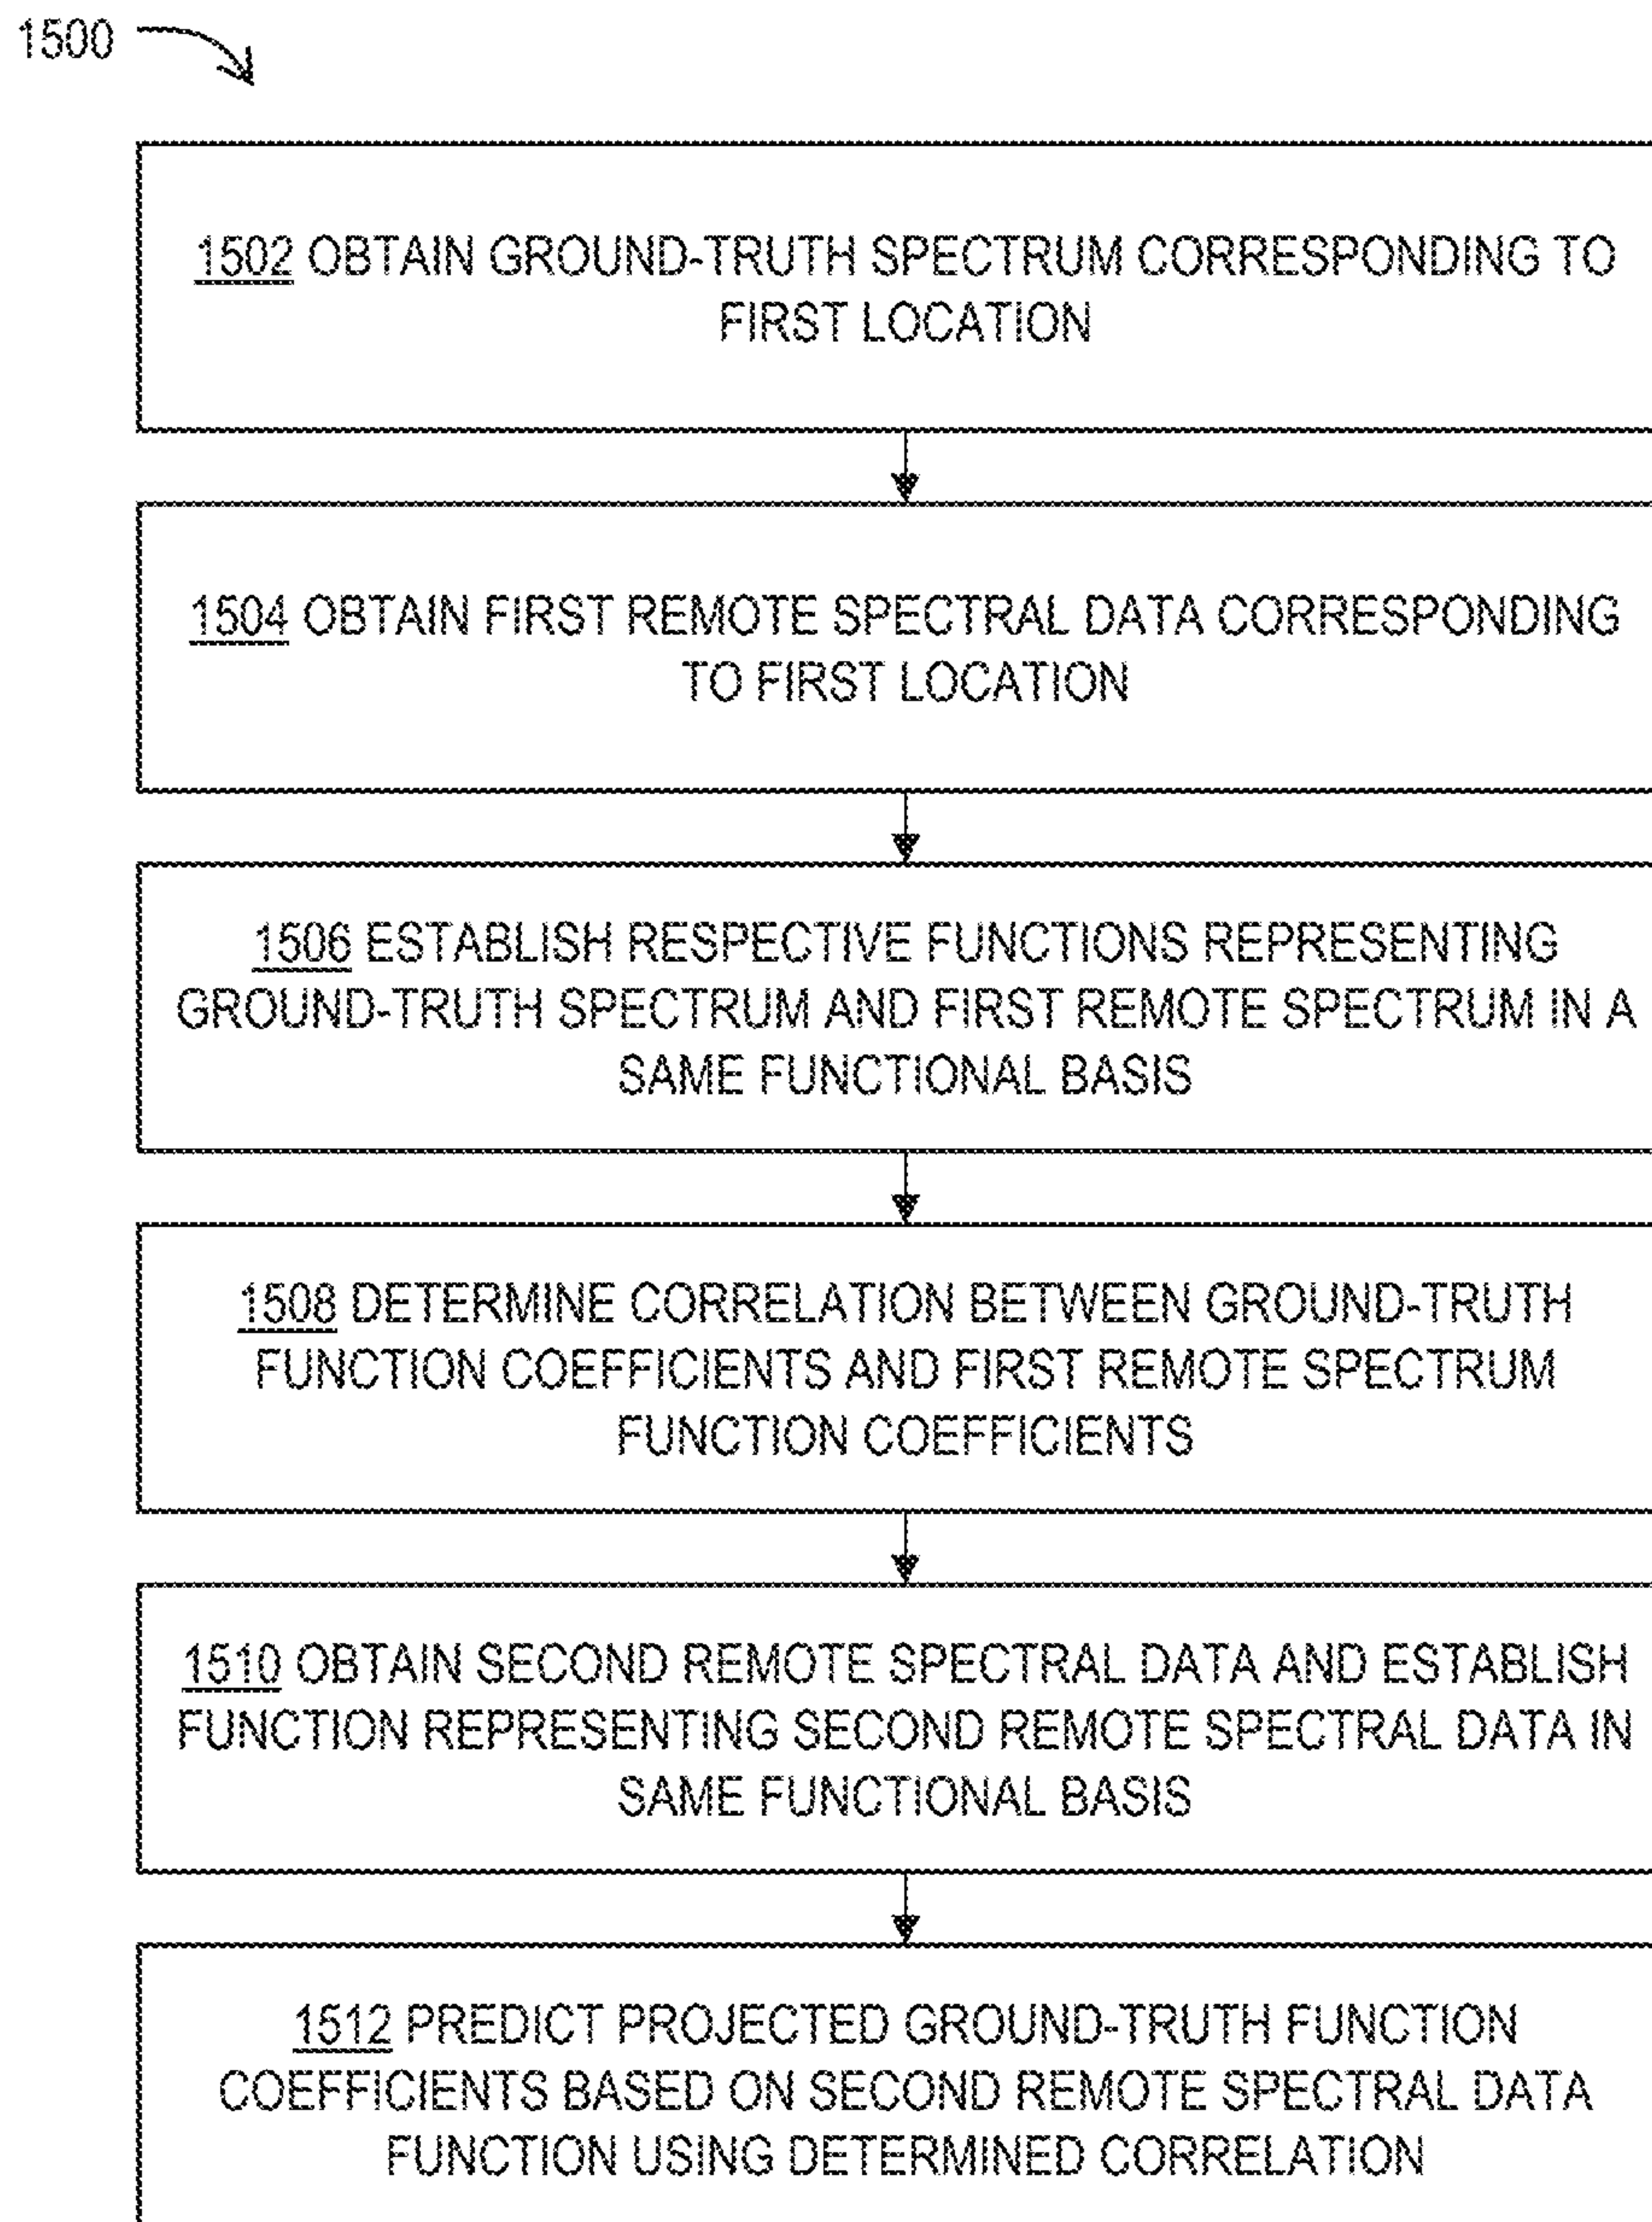 1500
1502 OBTAIN GROUND-TRUTH SPECTRUM CORRESPONDING TO
FIRST LOCATION
1504 OBTAIN FIRST REMOTE SPECTRAL DATA CORRESPONDING
TO FIRST LOCATION
1506 ESTABLISH RESPECTIVE FUNCTIONS REPRESENTING
GROUND-TRUTH SPECTRUM AND FIRST REMOTE SPECTRUM IN A
SAME FUNCTIONAL BASIS
1508 DETERMINE CORRELATION BETWEEN GROUND-TRUTH
FUNCTION COEFFICIENTS AND FIRST REMOTE SPECTRUM
FUNCTION COEFFICIENTS
1510 OBTAIN SECOND REMOTE SPECTRAL DATA AND ESTABLISH
FUNCTION REPRESENTING SECOND REMOTE SPECTRAL DATA IN
SAME FUNCTIONAL BASIS
1512 PREDICT PROJECTED GROUND-TRUTH FUNCTION
COEFFICIENTS BASED ON SECOND REMOTE SPECTRAL DATA
FUNCTION USING DETERMINED CORRELATION